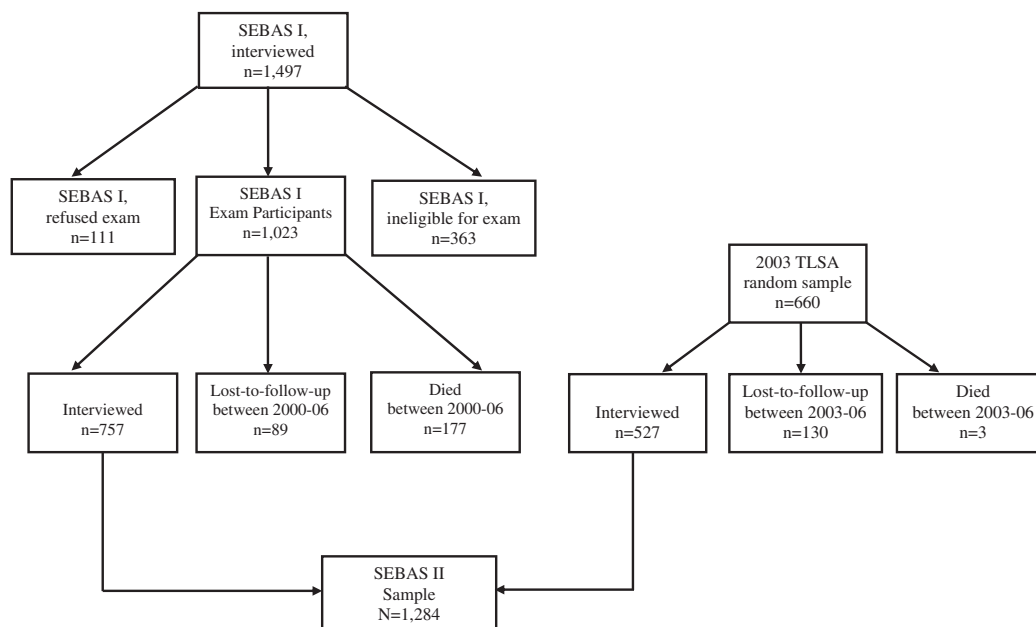 SEBAS I,
interviewed
n=1,497
SEBAS I,
refused exam
n=111
SEBAS I
Exam Participants
n=1,023
SEBAS I,
ineligible for exam
n=363
2003 TLSA
random sample
n=660
Interviewed
n=757
Lost-to-follow-up
between 2000-06
n=89
Died
between 2000-06
n=177
Interviewed
n=527
Lost-to-follow-up
between 2003-06
n=130
Died
between 2003-06
n=3
SEBAS II
Sample
N=1,284